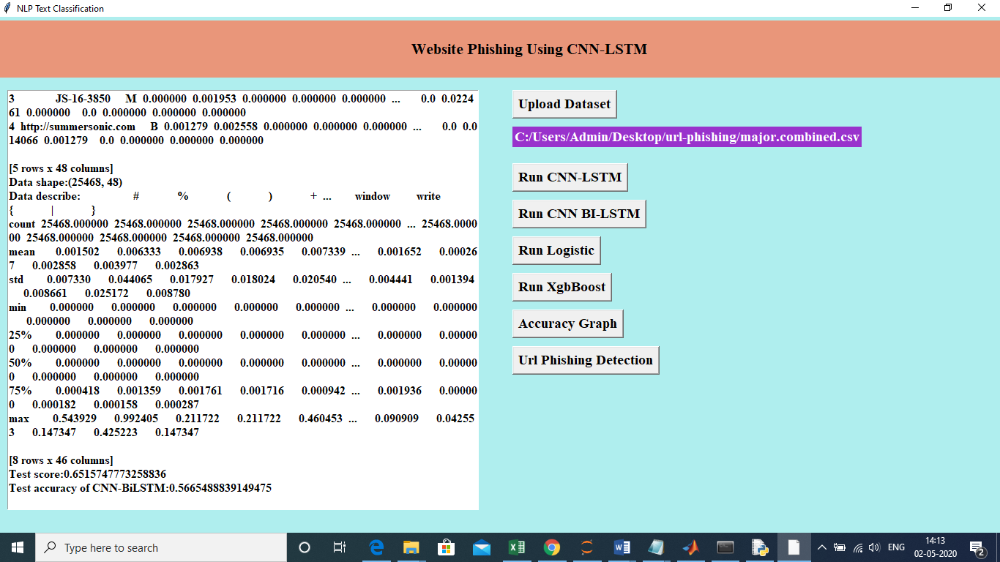 NLP Text Classification
Website Phishing Using CNN-LSTM
3 JS-16-3850 M 0.000000 0.001953 0.000000 0.000000 0.000000 ... 0.0 0.0224
61 0.000000 0.0 0.000000 0.000000 0.000000
4 http://summersonic.com B 0.001279 0.002558 0.000000 0.000000 0.000000 ... 0.0 0.0
14066 0.001279 0.0 0.000000 0.000000 0.000000
[5 rows x 48 columns]
Data shape:(25468, 48)
Data describe: # % ( ) + ... window write
{ | }
count 25468.000000 25468.000000 25468.000000 25468.000000 25468.000000 ... 25468.0000
00 25468.000000 25468.000000 25468.000000 25468.000000
mean 0.001502 0.006333 0.006938 0.006935 0.007339 ... 0.001652 0.00026
7 0.002858 0.003977 0.002863
std 0.007330 0.044065 0.017927 0.018024 0.020540 ... 0.004441 0.001394
0.008661 0.025172 0.008780
min 0.000000 0.000000 0.000000 0.000000 0.000000 ... 0.000000 0.000000
0.000000 0.000000 0.000000
25% 0.000000 0.000000 0.000000 0.000000 0.000000 ... 0.000000 0.00000
0 0.000000 0.000000 0.000000
50% 0.000000 0.000000 0.000000 0.000000 0.000000 ... 0.000000 0.00000
0 0.000000 0.000000 0.000000
75% 0.000418 0.001359 0.001761 0.001716 0.000942 ... 0.001936 0.00000
0 0.000182 0.000158 0.000287
max 0.543929 0.992405 0.211722 0.211722 0.460453 ... 0.090909 0.04255
3 0.147347 0.425223 0.147347
[8 rows x 46 columns]
Test score:0.6515747773258836
Test accuracy of CNN-BiLSTM:0.5665488839149475
Upload Dataset
C:/Users/Admin/Desktop/url-phishing/major.combined.csv
Run CNN-LSTM
Run CNN BI-LSTM
Run Logistic
Run XgbBoost
Accuracy Graph
Url Phishing Detection
Type here to search
ENG
14:13
02-05-2020
2